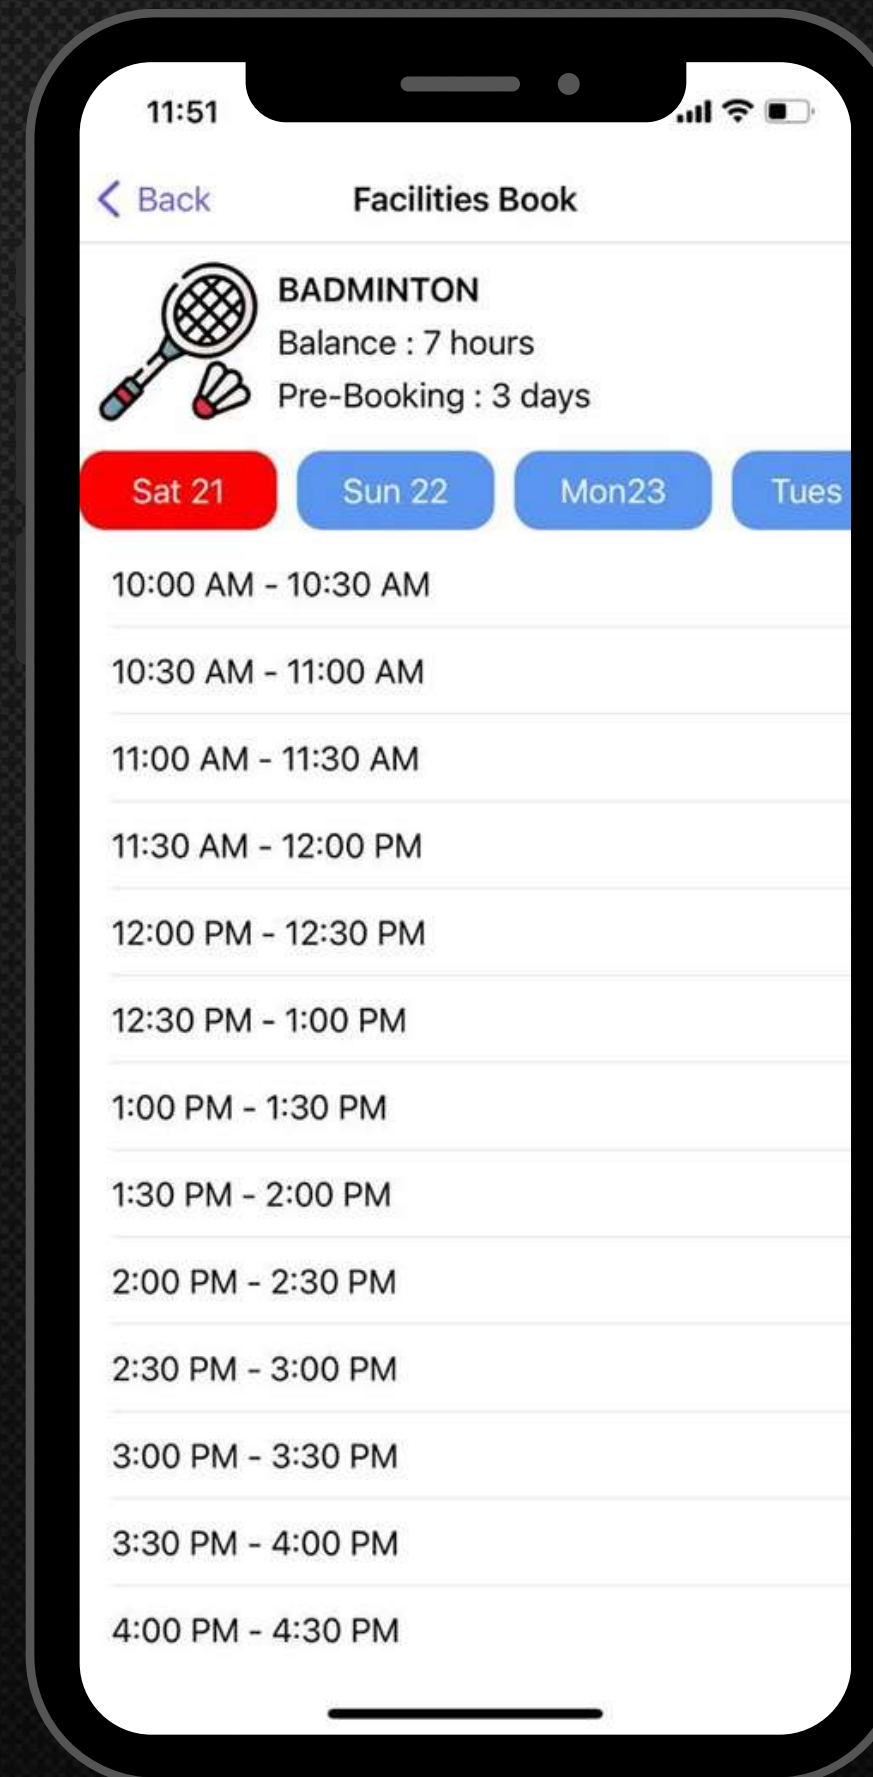 11:51
Back Facilities Book
BADMINTON
Balance : 7 hours
Pre-Booking : 3 days
Sat 21 Sun 22 Mon23 Tues
10:00 AM - 10:30 AM
10:30 AM - 11:00 AM
11:00 AM - 11:30 AM
11:30 AM - 12:00 PM
12:00 PM - 12:30 PM
12:30 PM - 1:00 PM
1:00 PM - 1:30 PM
1:30 PM - 2:00 PM
2:00 PM - 2:30 PM
2:30 PM - 3:00 PM
3:00 PM - 3:30 PM
3:30 PM - 4:00 PM
4:00 PM - 4:30 PM